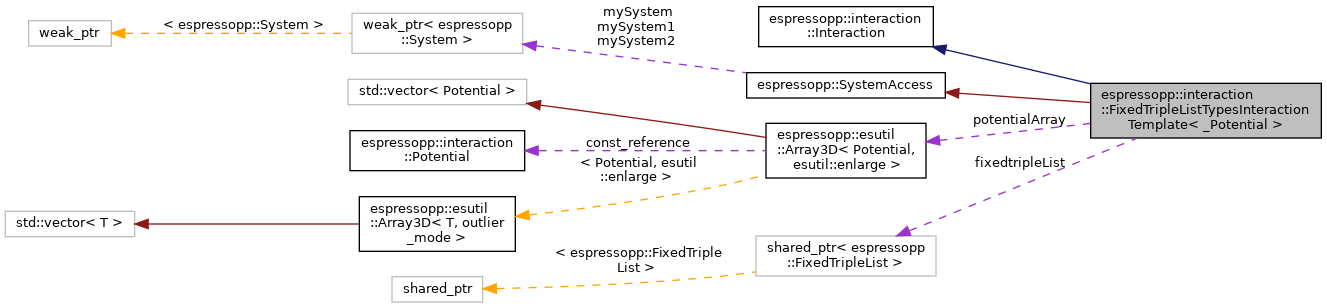 weak_ptr
< espressopp::System >
weak_ptr< espressopp
::System >
mySystem
mySystem1
mySystem2
espressopp::interaction
::Interaction
std::vector< Potential >
espressopp::SystemAccess
espressopp::interaction
::FixedTripleListTypesInteraction
Template< _Potential >
espressopp::interaction
::Potential
const_reference
< Potential, esutil
::enlarge >
espressopp::esutil
::Array3D< Potential,
esutil::enlarge >
potentialArray
fixedtripleList
std::vector< T >
espressopp::esutil
::Array3D< T, outlier
_mode >
< espressopp::FixedTriple
List >
shared_ptr< espressopp
::FixedTripleList >
shared_ptr